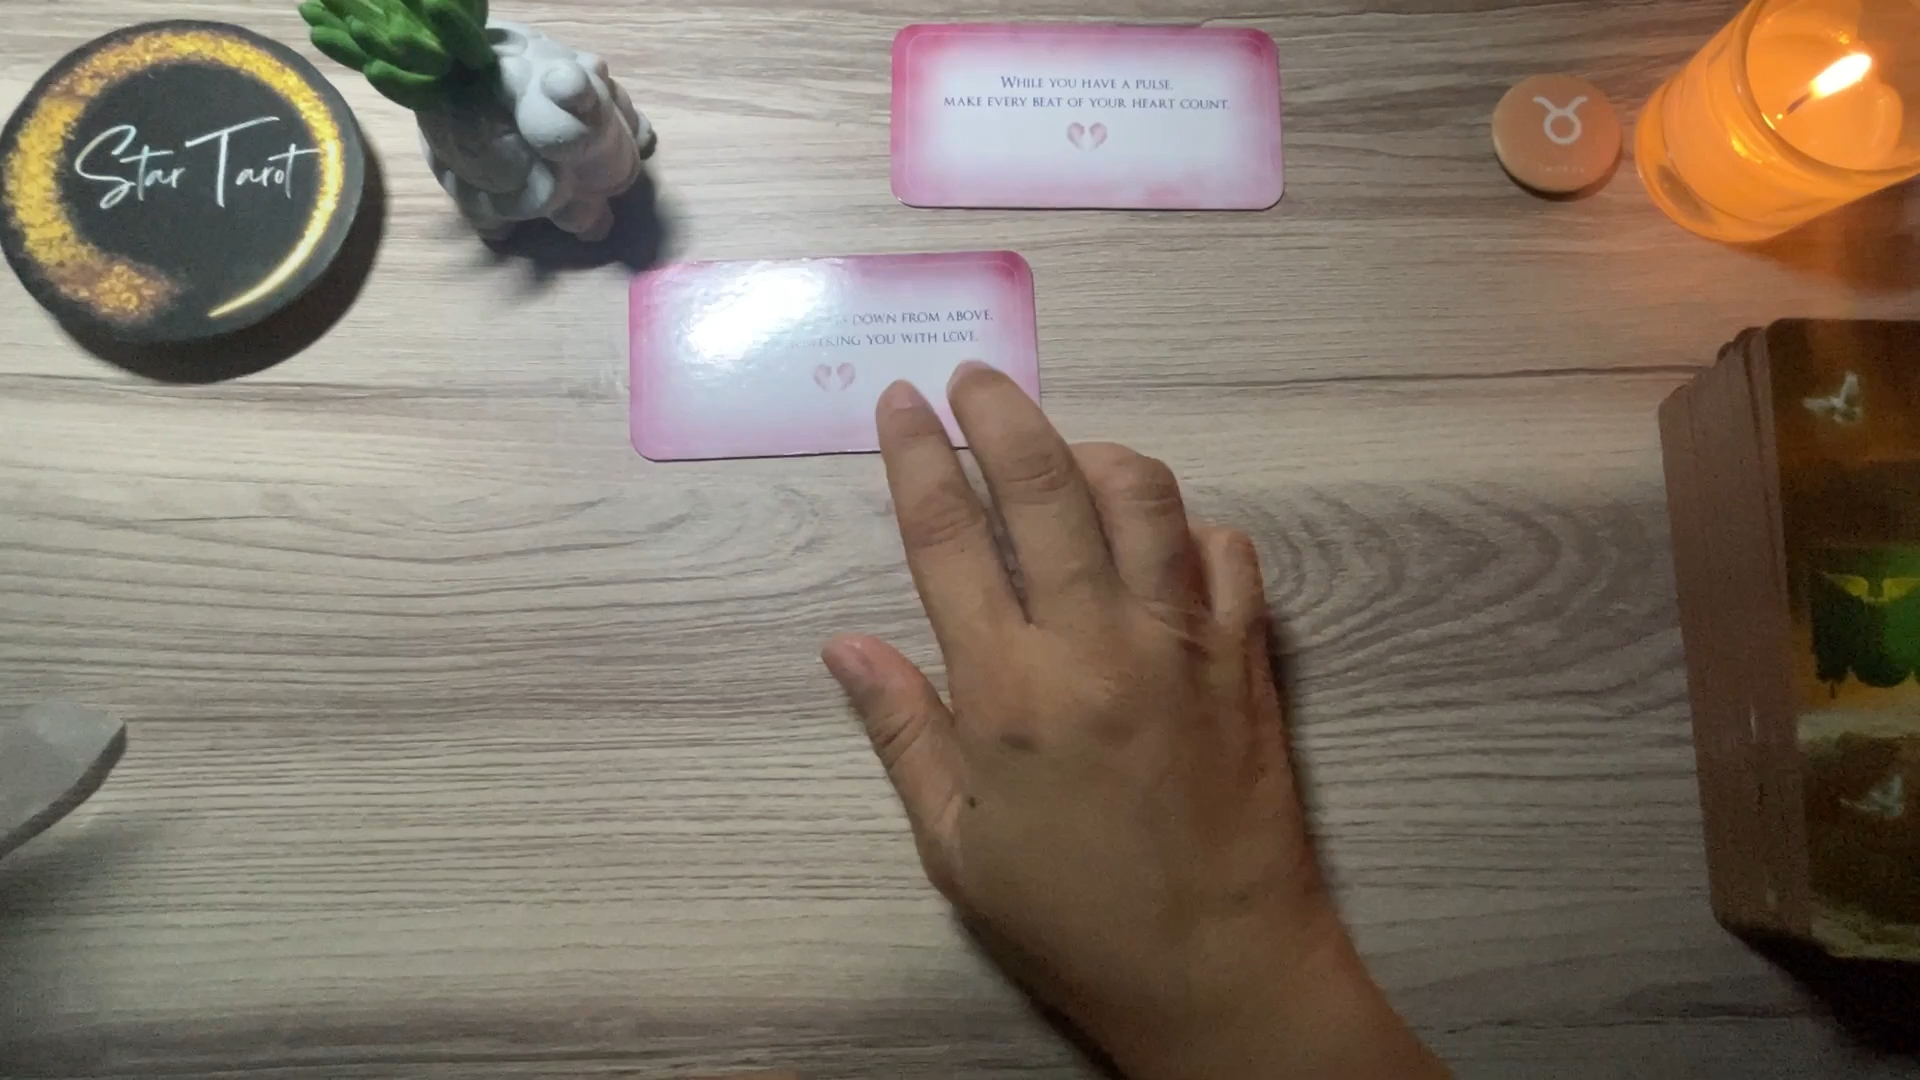 Star Tarot
WHILE YOU HAVE A PULSE,
MAKE EVERY BEAT OF YOUR HEART COUNT.
DOWN FROM ABOVE,
YOU WITH LOVE.